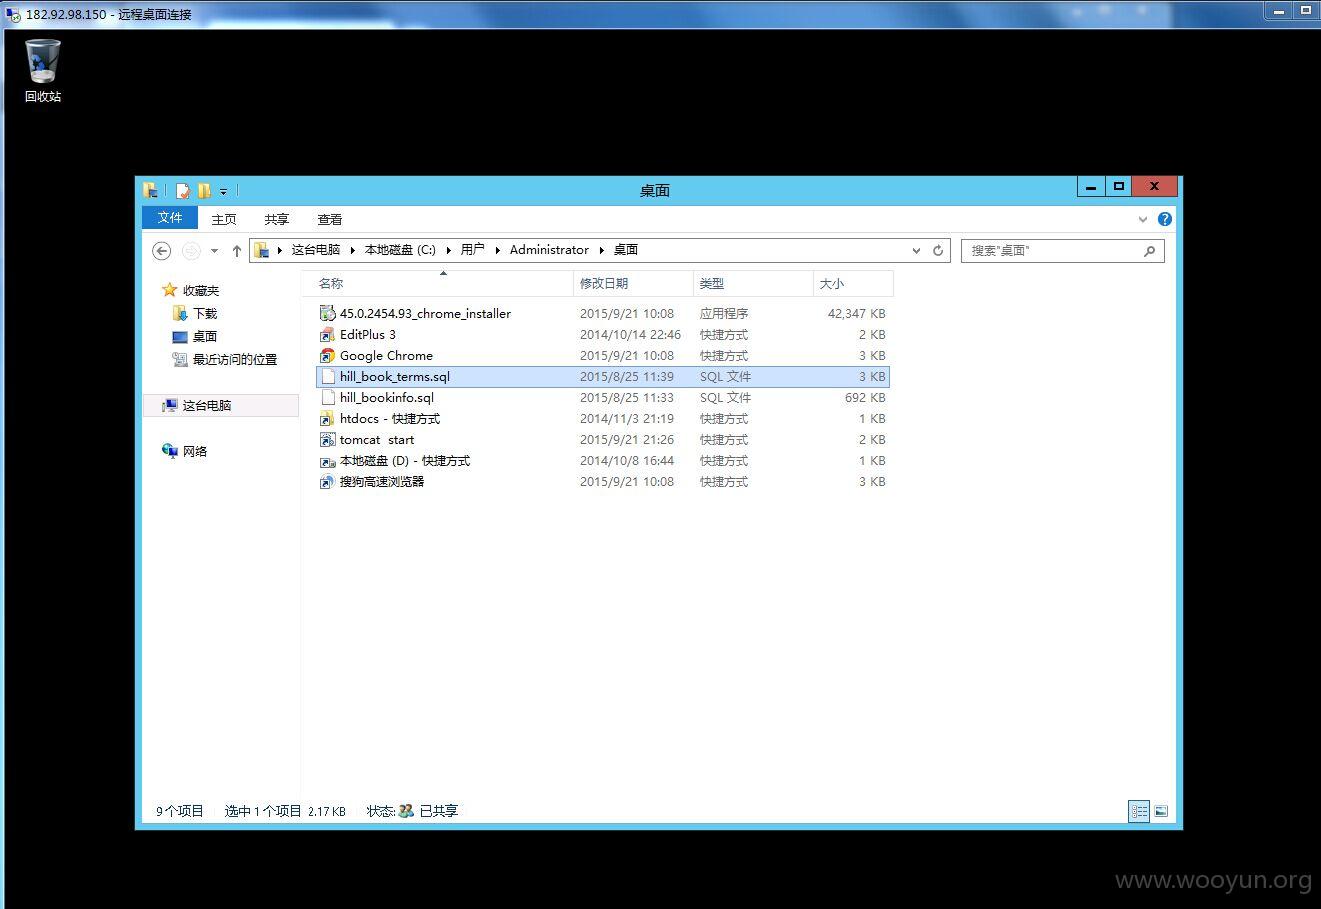 182.92.98.150 - 远程桌面连接
回收站
桌面
文件 主页 共享 查看
这台电脑 本地磁盘 (C:) 用户 Administrator 桌面 搜索"桌面"
收藏夹
下载
桌面
最近访问的位置
这台电脑
网络
名称 修改日期 类型 大小
45.0.2454.93_chrome_installer 2015/9/21 10:08 应用程序 42,347 KB
EditPlus 3 2014/10/14 22:46 快捷方式 2 KB
Google Chrome 2015/9/21 10:08 快捷方式 3 KB
hill_book_terms.sql 2015/8/25 11:39 SQL 文件 3 KB
hill_bookinfo.sql 2015/8/25 11:33 SQL 文件 692 KB
htdocs - 快捷方式 2014/11/3 21:19 快捷方式 1 KB
tomcat start 2015/9/21 21:26 快捷方式 2 KB
本地磁盘 (D) - 快捷方式 2014/10/8 16:44 快捷方式 1 KB
搜狗高速浏览器 2015/9/21 10:08 快捷方式 3 KB
9 个项目 选中 1 个项目 2.17 KB 状态: 已共享
www.wooyun.org